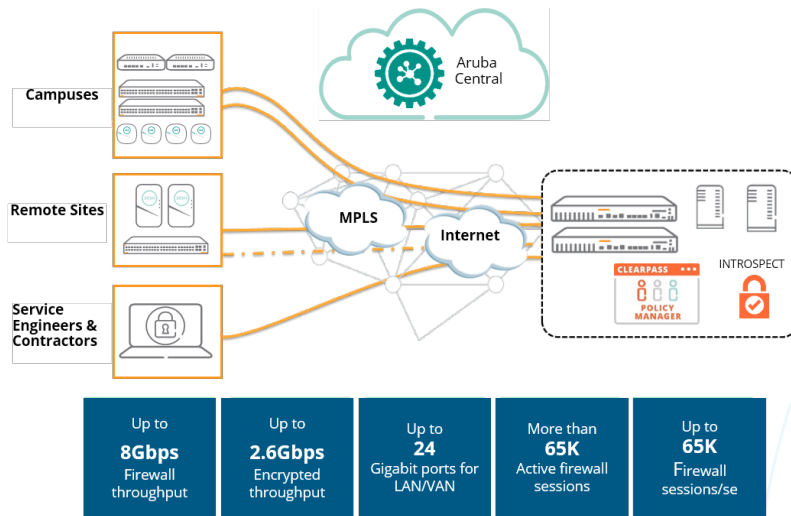 Aruba
Central
Campuses
Remote Sites
MPLS
Internet
CLEARPASS
POLICY
MANAGER
INTROSPECT
Service
Engineers &
Contractors
Up to
8Gbps
Firewall
throughput
Up to
2.6Gbps
Encrypted
throughput
Up to
24
Gigabit ports for
LAN/VAN
More than
65K
Active firewall
sessions
Up to
65K
Firewall
sessions/se